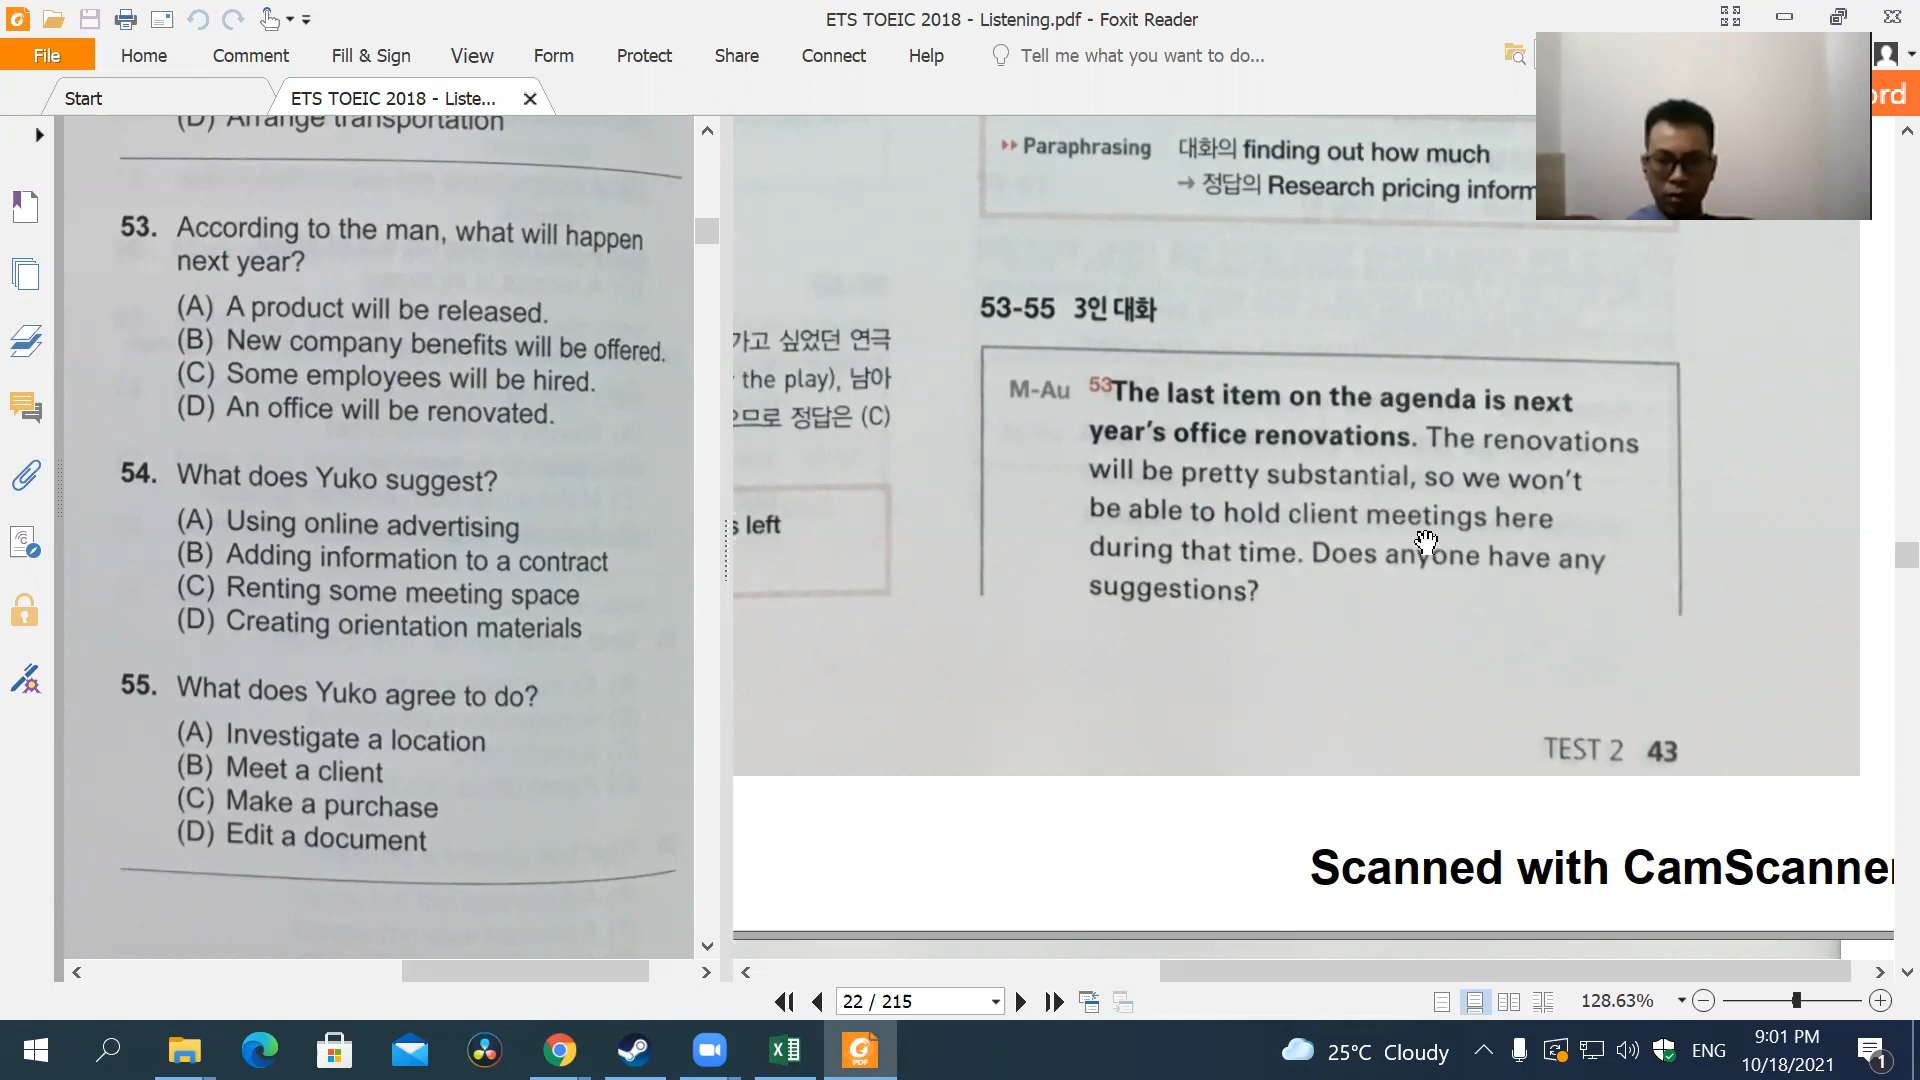 ETS TOEIC 2018 - Listening.pdf - Foxit Reader
File Home Comment Fill & Sign View Form Protect Share Connect Help Tell me what you want to do...
Start ETS TOEIC 2018 - Liste...
(D) Arrange transportation
53. According to the man, what will happen
next year?
(A) A product will be released.
(B) New company benefits will be offered.
(C) Some employees will be hired.
(D) An office will be renovated.
54. What does Yuko suggest?
(A) Using online advertising
(B) Adding information to a contract
(C) Renting some meeting space
(D) Creating orientation materials
55. What does Yuko agree to do?
(A) Investigate a location
(B) Meet a client
(C) Make a purchase
(D) Edit a document
가고 싶었던 연극
the play), 남아
으므로 정답은 (C)
s left
Paraphrasing 대화의 finding out how much
→ 정답의 Research pricing inform
53-55 3인 대화
M-Au 53The last item on the agenda is next
year's office renovations. The renovations
will be pretty substantial, so we won't
be able to hold client meetings here
during that time. Does anyone have any
suggestions?
TEST 2 43
Scanned with CamScanner
22 / 215
128.63%
25°C Cloudy
ENG
9:01 PM
10/18/2021
1